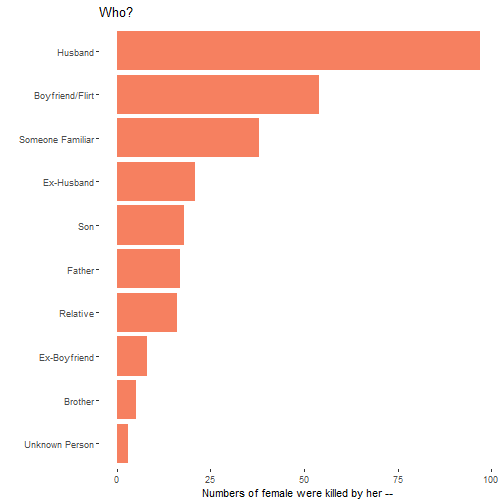 Who?
Husband
Boyfriend/Flirt
Someone Familiar
Ex-Husband
Son
Father
Relative
Ex-Boyfriend
Brother
Unknown Person
0 25 50 75 100
Numbers of female were killed by her --